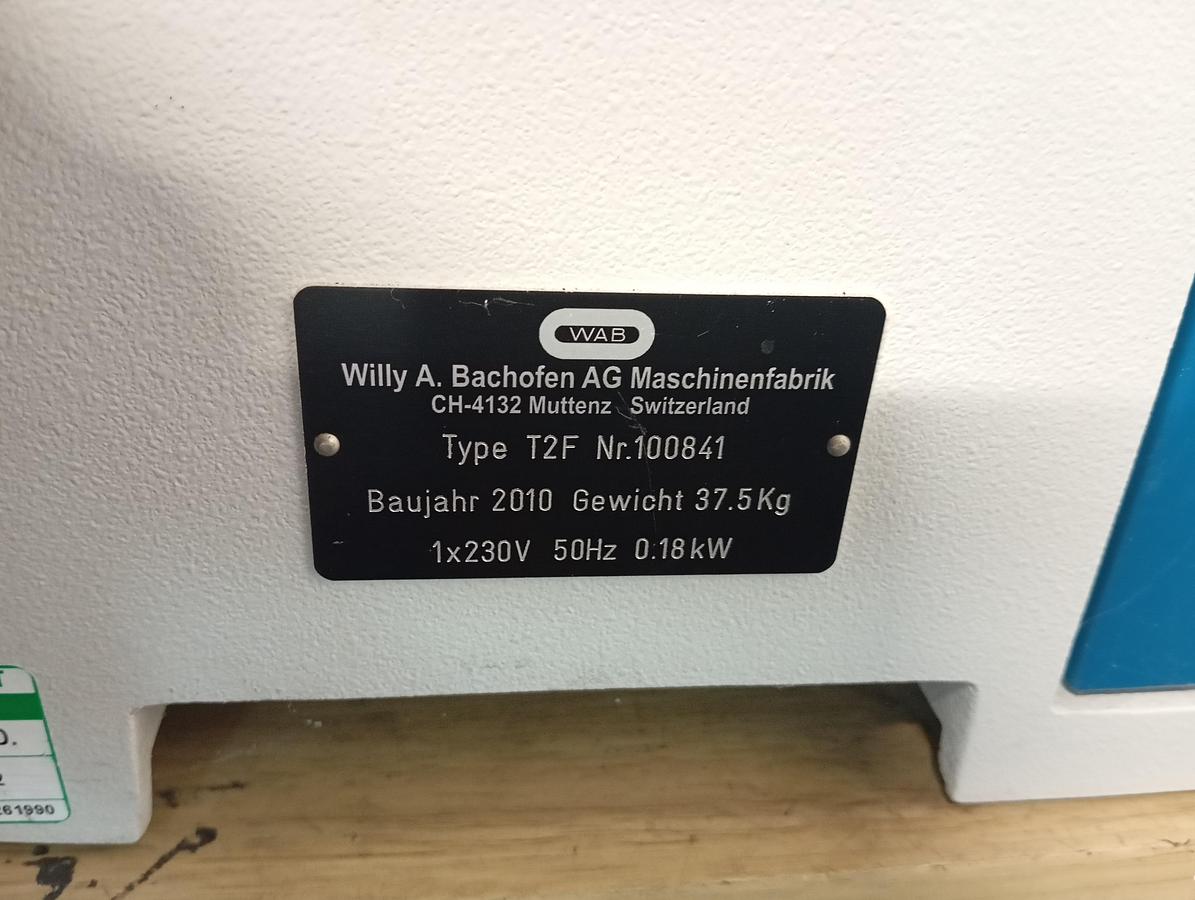 WAB
Willy A. Bachofen AG Maschinenfabrik
CH-4132 Muttenz Switzerland
Type T2F Nr.100841
Baujahr 2010 Gewicht 37.5Kg
1x230V 50Hz 0.18kW
261990